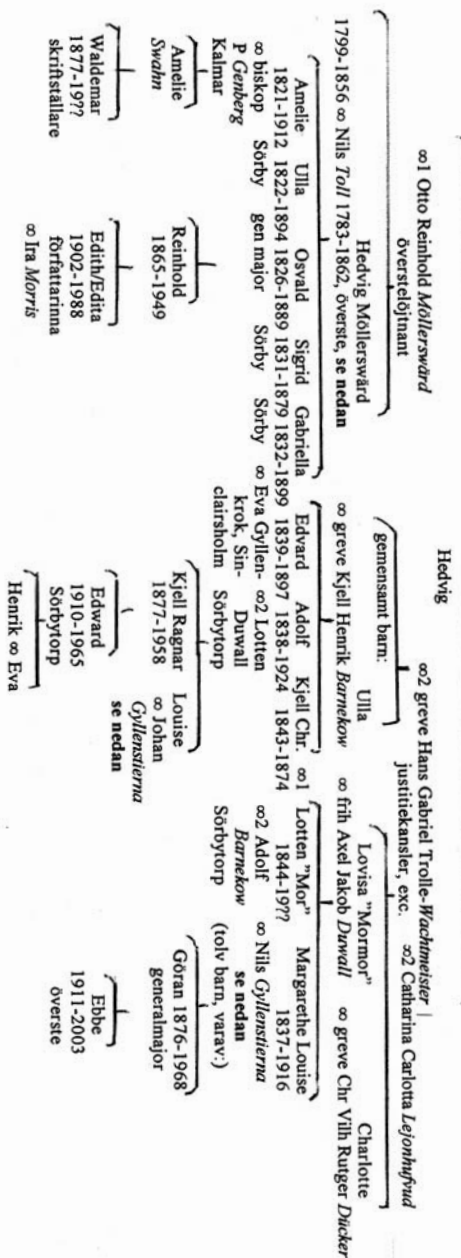 Hedvig
∞1 Otto Reinhold Möllerswärd ∞2 greve Hans Gabriel Trolle-Wachtmeister | ∞2 Catharina Carlotta Lejonhufvud
överstelöjtnant justitiekansler, exc.
gemensamt barn:
Hedvig Möllerswärd Ulla Lovisa "Mormor" Charlotte
1799-1856 ∞ Nils Toll 1783-1862, överste, se nedan ∞ greve Kjell Henrik Barnekow ∞ frih Axel Jakob Duwall ∞ greve Chr Vilh Rutger Dücker
Amelie Ulla Osvald Sigrid Gabriella Edvard Adolf Kjell Chr. ∞1 Lotten "Mor" Margarethe Louise
1821-1912 1822-1894 1826-1889 1831-1879 1832-1899 1839-1897 1838-1924 1843-1874 1844-19?? 1837-1916
∞ biskop Sörby gen major Sörby Sörby ∞ Eva Gyllen- ∞2 Lotten ∞2 Adolf ∞ Nils Gyllenstierna
P Genberg krok, Sin- Duwall Barnekow se nedan
Kalmar clairsholm Sörbytorp Sörbytorp (tolv barn, varav:)
Amelie Reinhold Kjell Ragnar Louise Göran 1876-1968
Swahn 1865-1949 1877-1958 ∞ Johan generalmajor
Gyllenstierna
se nedan
Waldemar Edith/Edita Edward Ebbe
1877-19?? 1902-1988 1910-1965 1911-2003
skriftställare författarinna Sörbytorp överste
∞ Ira Morris
Henrik ∞ Eva